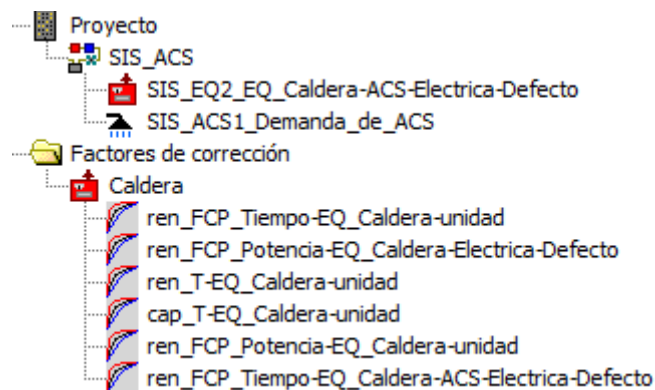 Proyecto
SIS_ACS
SIS_EQ2_EQ_Caldera-ACS-Electrica-Defecto
SIS_ACS1_Demanda_de_ACS
Factores de corrección
Caldera
ren_FCP_Tiempo-EQ_Caldera-unidad
ren_FCP_Potencia-EQ_Caldera-Electrica-Defecto
ren_T-EQ_Caldera-unidad
cap_T-EQ_Caldera-unidad
ren_FCP_Potencia-EQ_Caldera-unidad
ren_FCP_Tiempo-EQ_Caldera-ACS-Electrica-Defecto